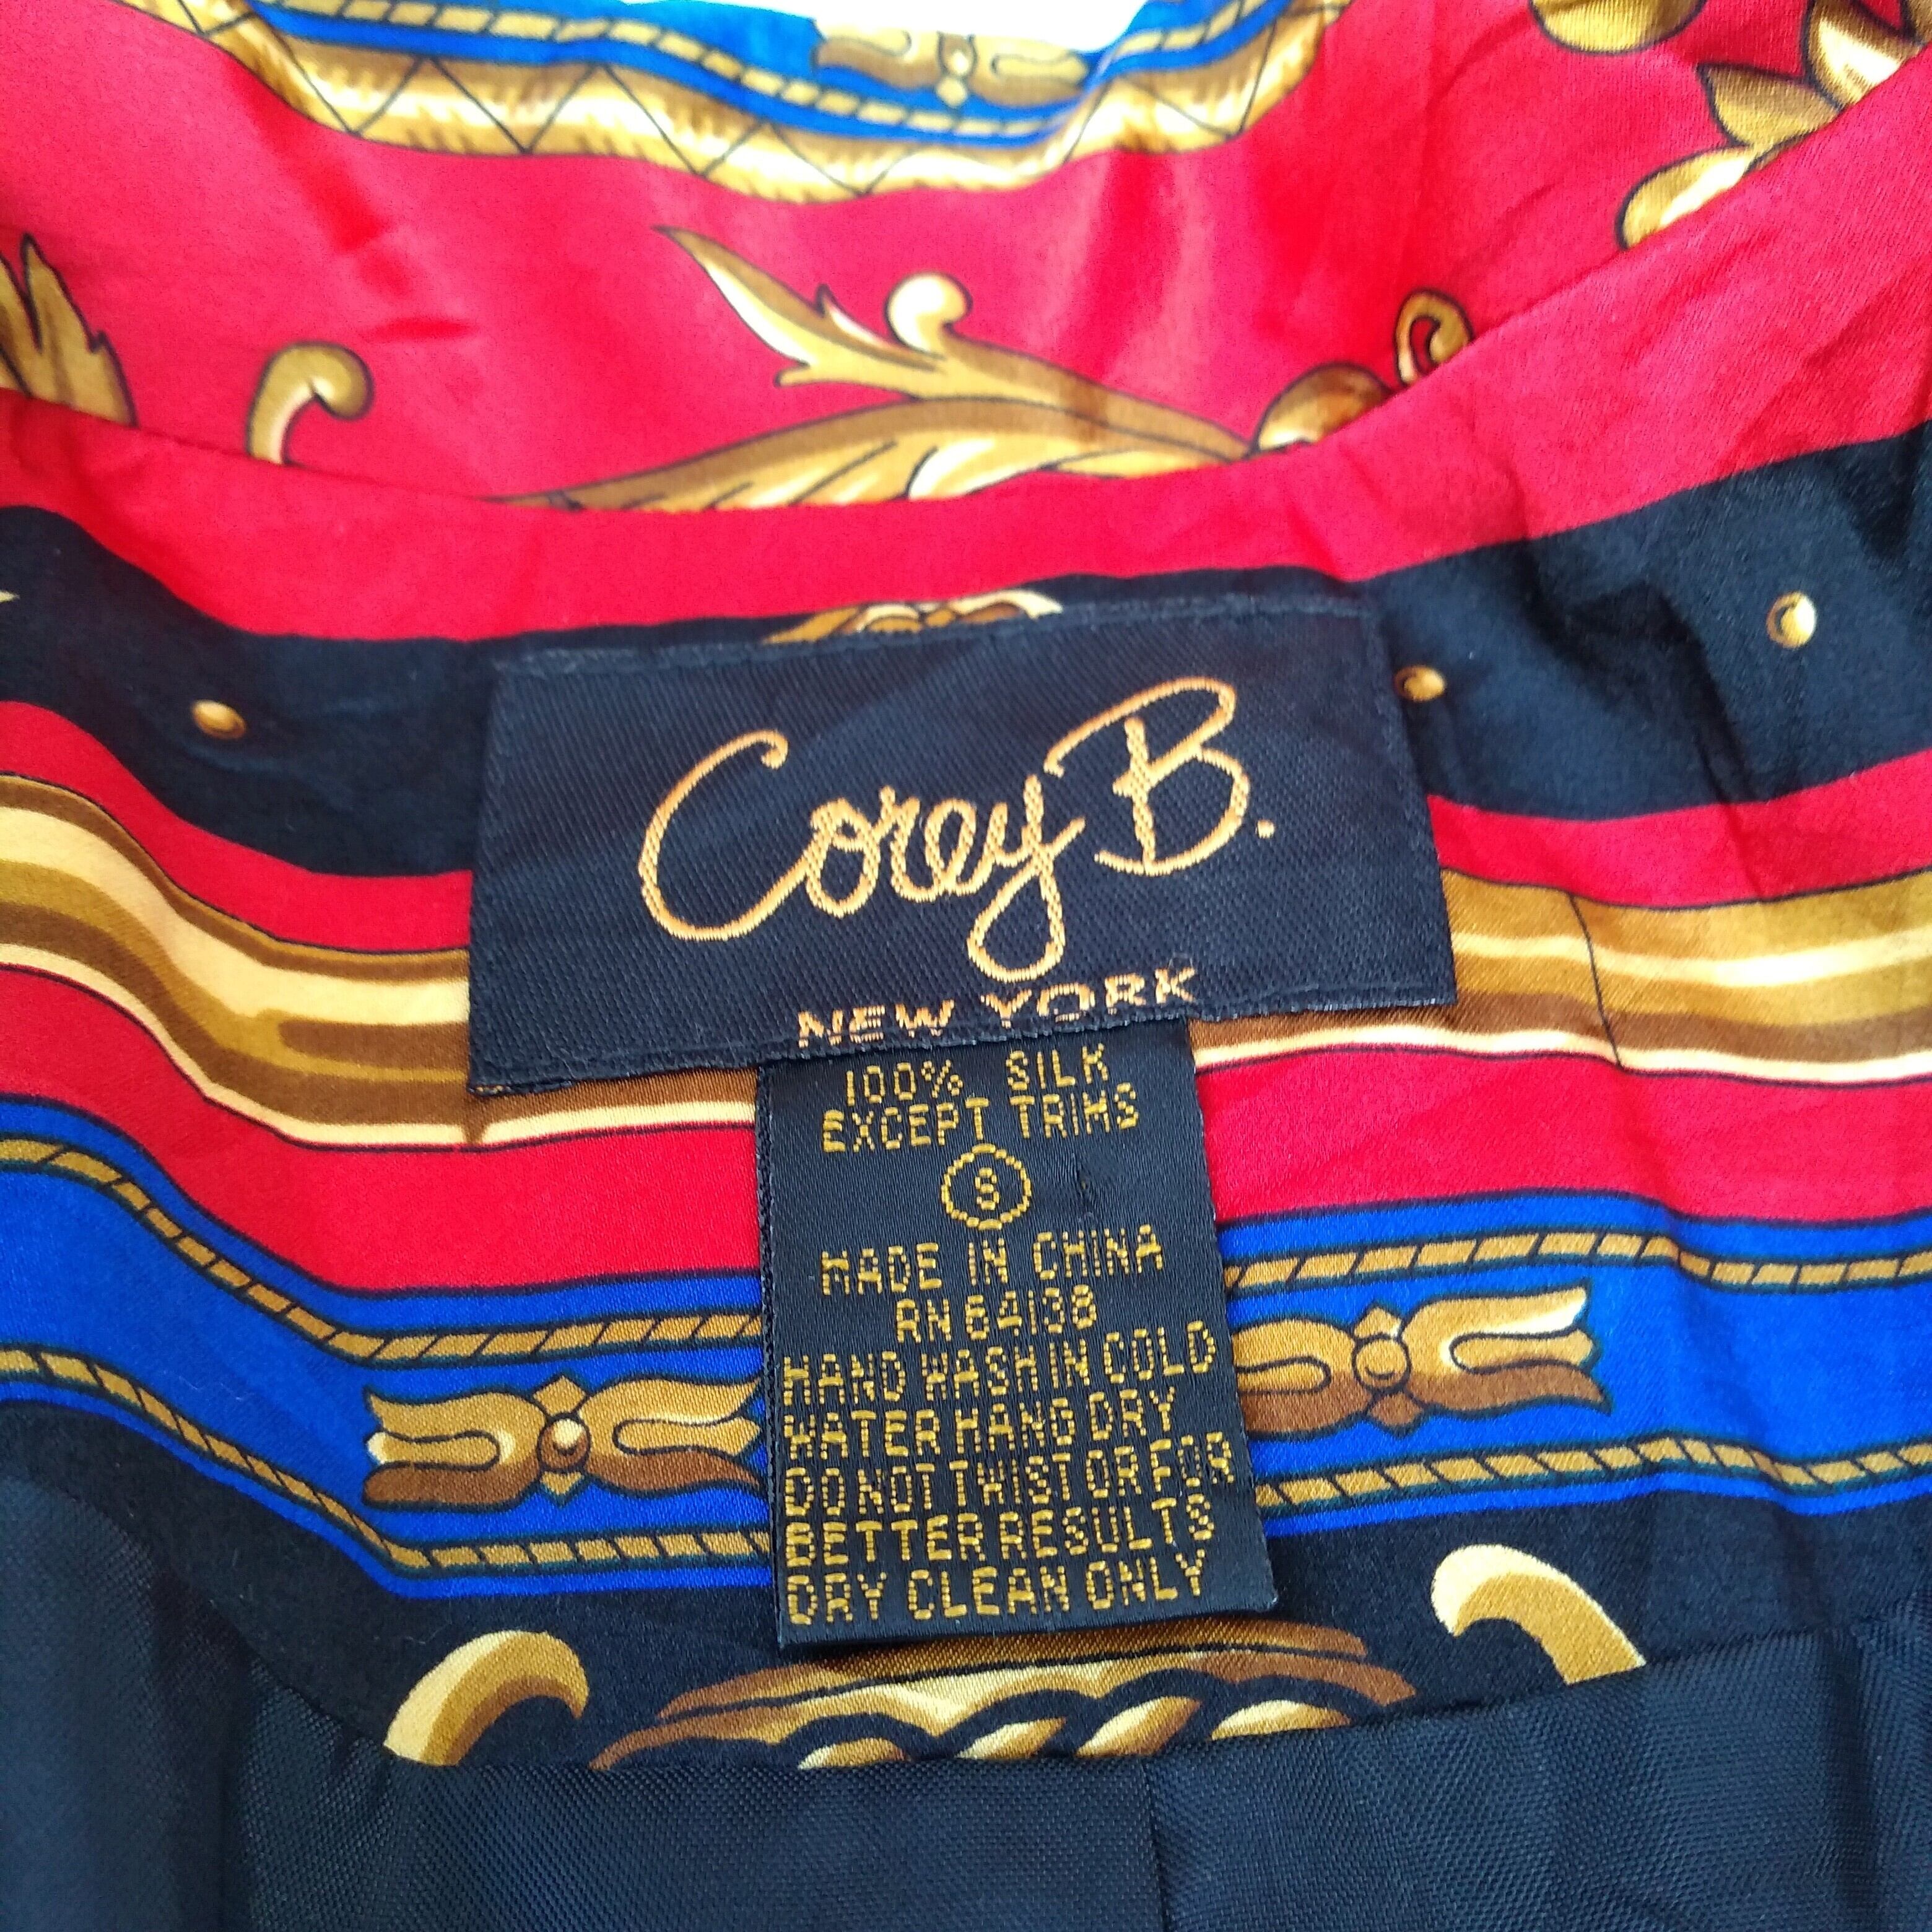 Corey B.
NEW YORK
100% SILK
EXCEPT TRIMS
S
MADE IN CHINA
RN 64138
HAND WASH IN COLD
WATER HANG DRY
DO NOT TWIST OR FOR
BETTER RESULTS
DRY CLEAN ONLY